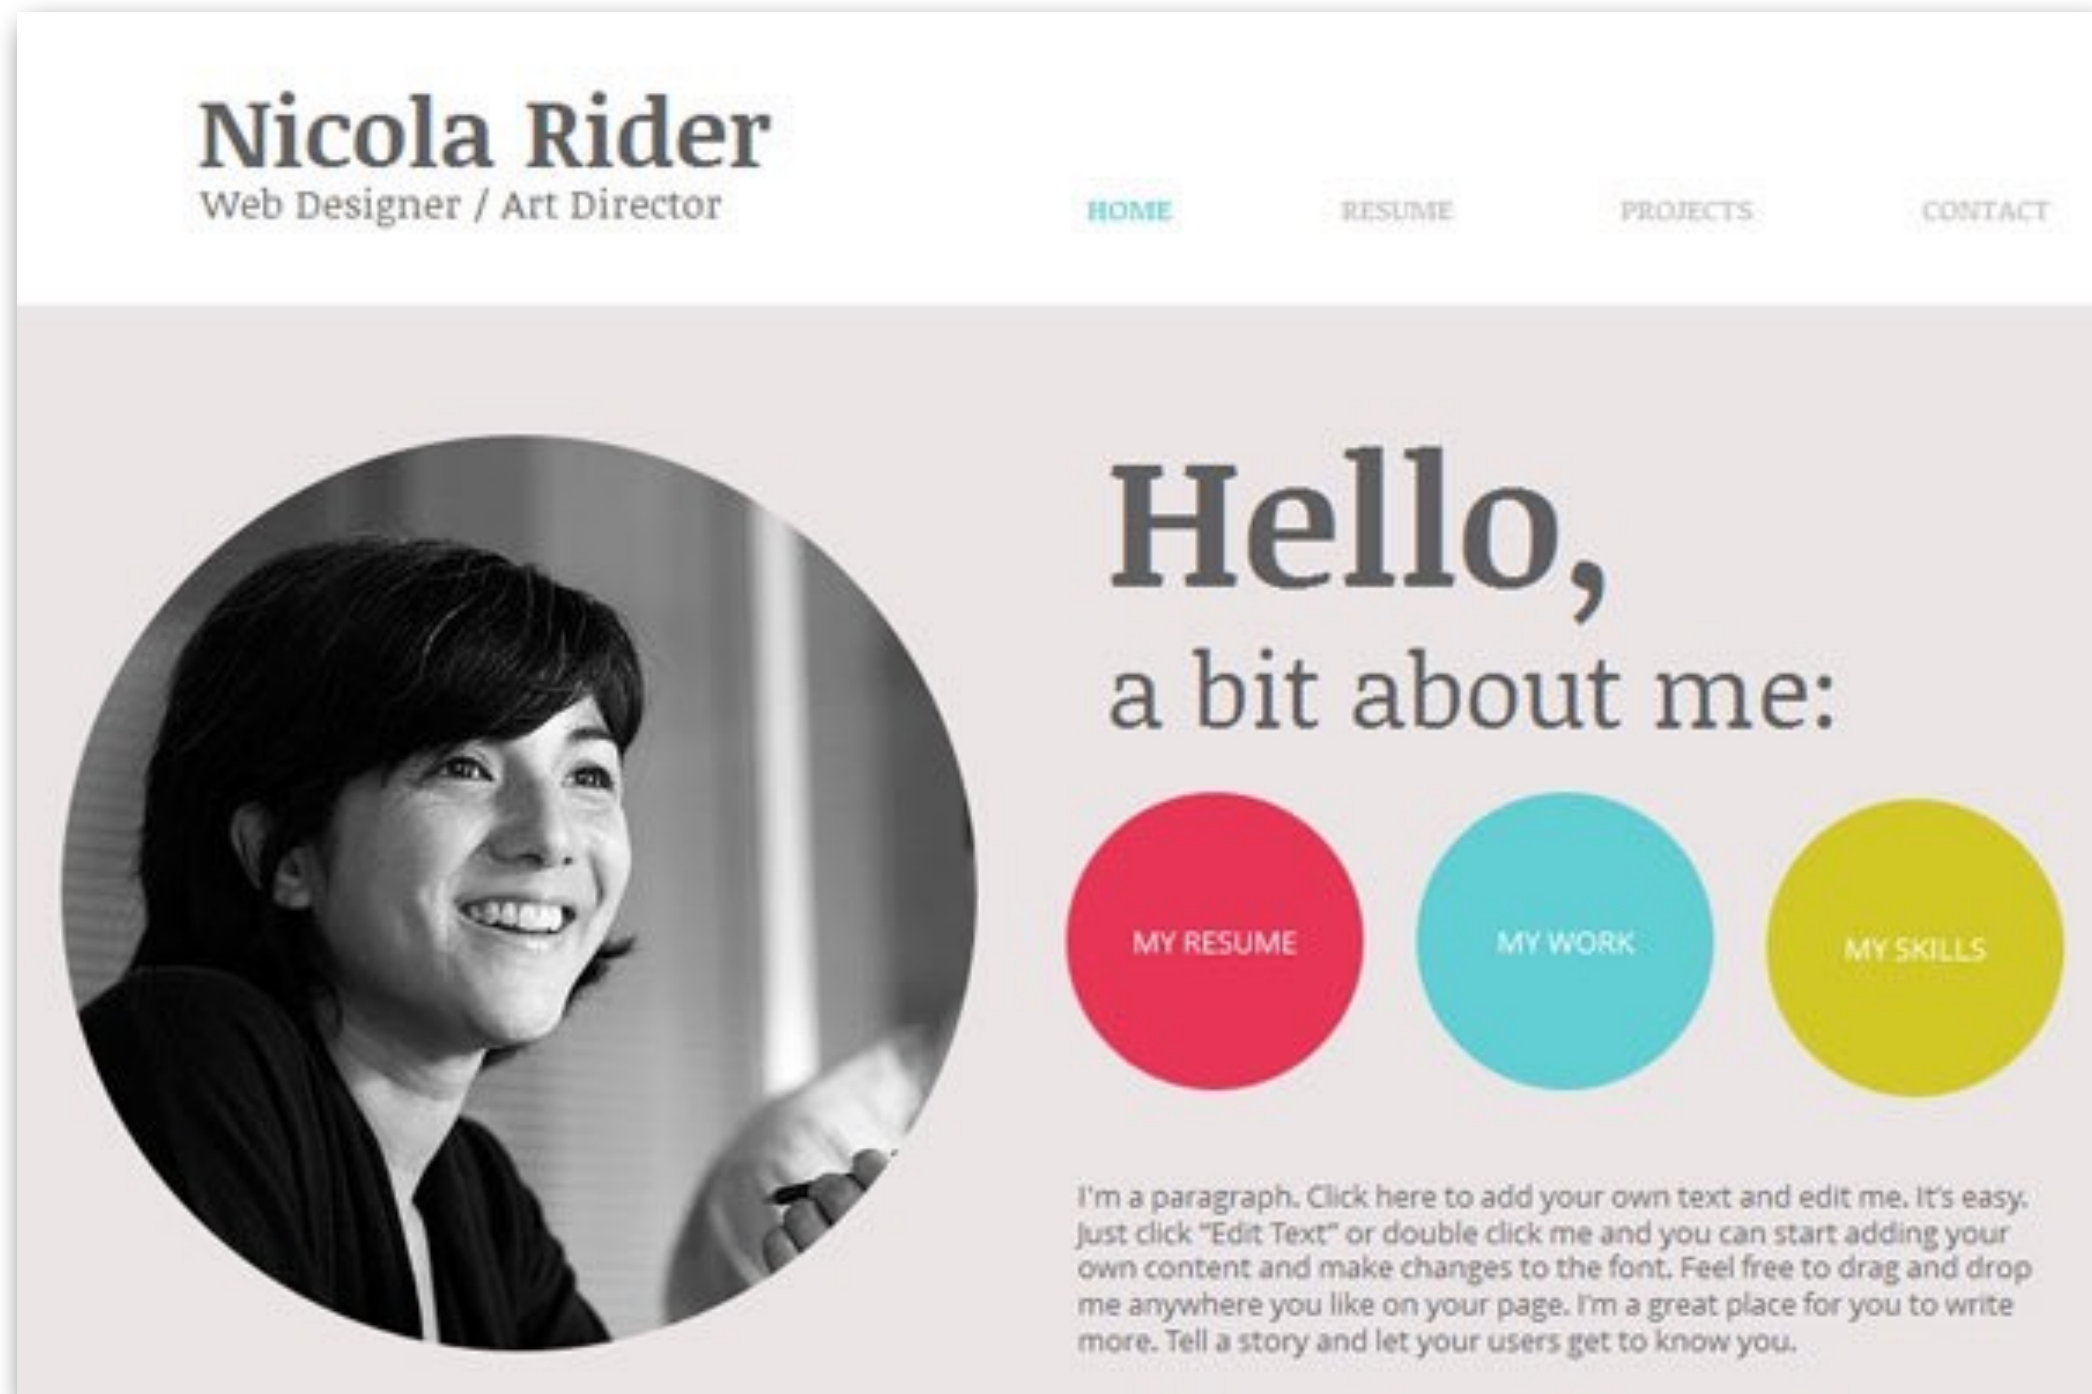 Nicola Rider
Web Designer / Art Director
HOME RESUME PROJECTS CONTACT
Hello,
a bit about me:
MY RESUME MY WORK MY SKILLS
I'm a paragraph. Click here to add your own text and edit me. It's easy.
Just click "Edit Text" or double click me and you can start adding your
own content and make changes to the font. Feel free to drag and drop
me anywhere you like on your page. I'm a great place for you to write
more. Tell a story and let your users get to know you.